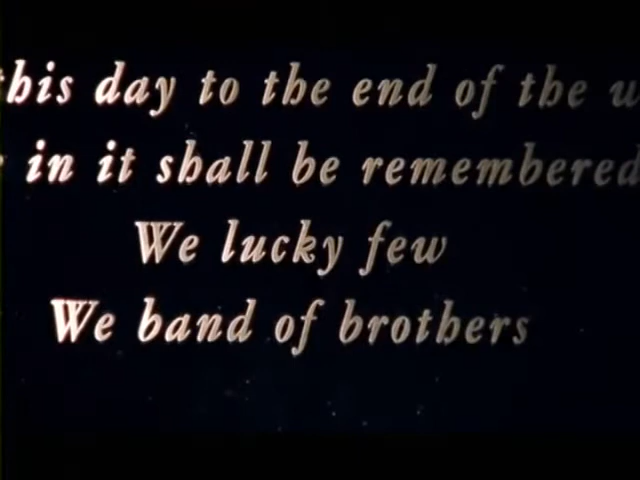 this day to the end of the
in it shall be remembered
We lucky few
We band of brothers